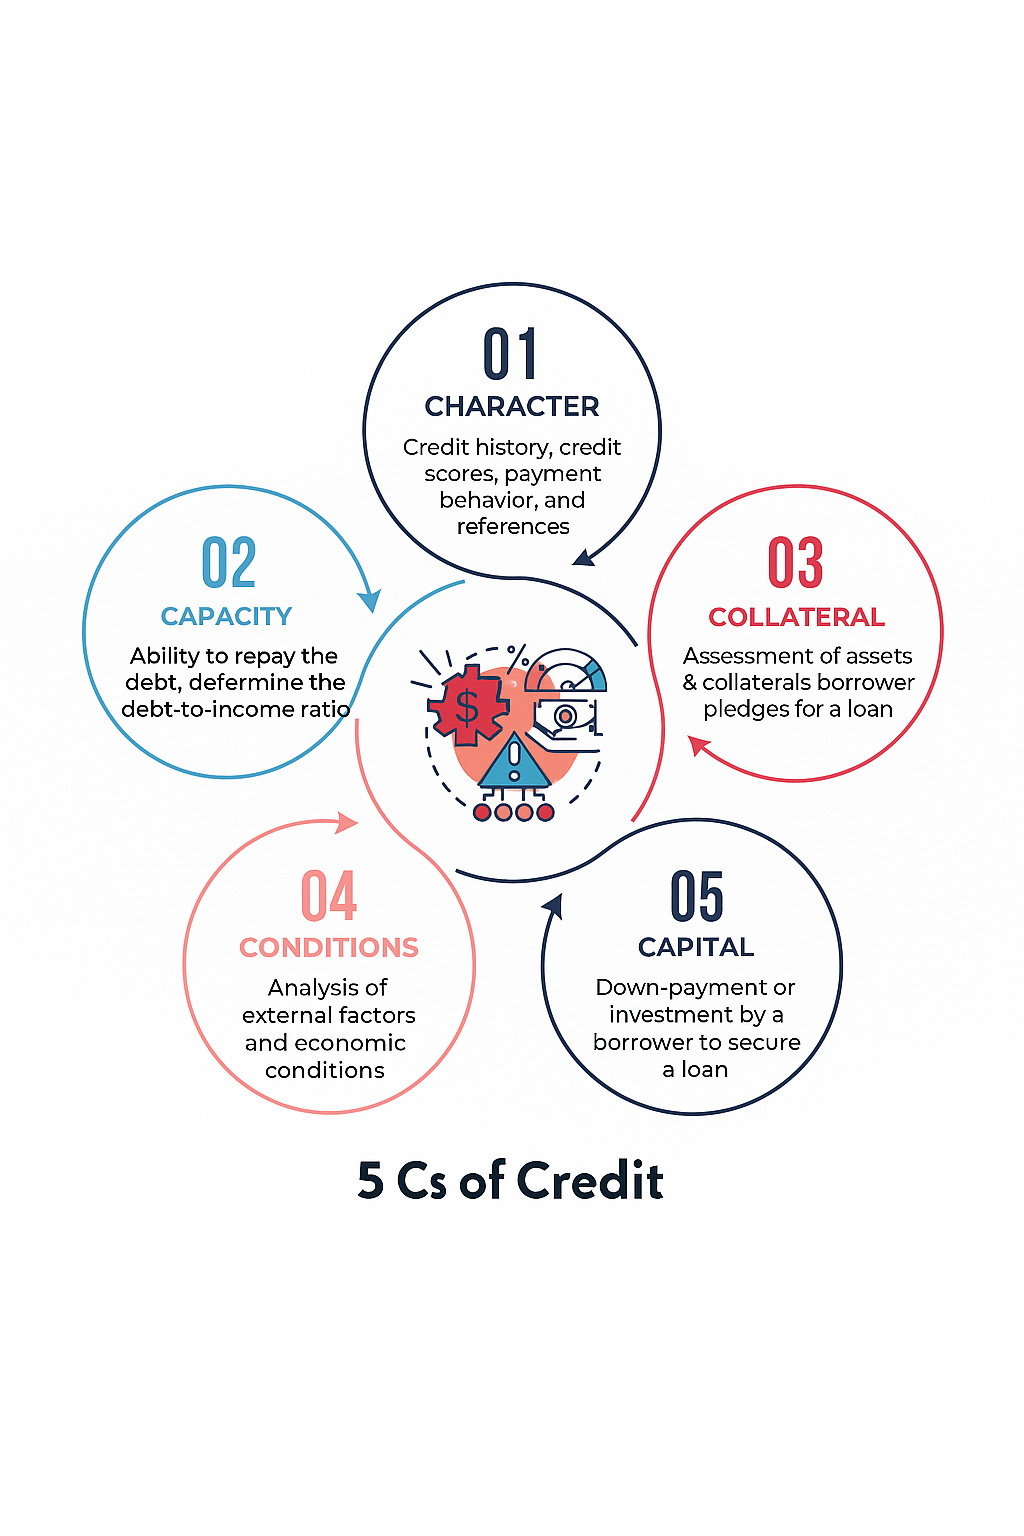 01
CHARACTER
Credit history, credit
scores, payment
behavior, and
references
02
CAPACITY
Ability to repay the
debt, defermine the
debt-to-income ratio
03
COLLATERAL
Assessment of assets
& collaterals borrower
pledges for a loan
%
$
04
CONDITIONS
Analysis of
external factors
and economic
conditions
05
CAPITAL
Down-payment or
investment by a
borrower to secure
a loan
5 Cs of Credit